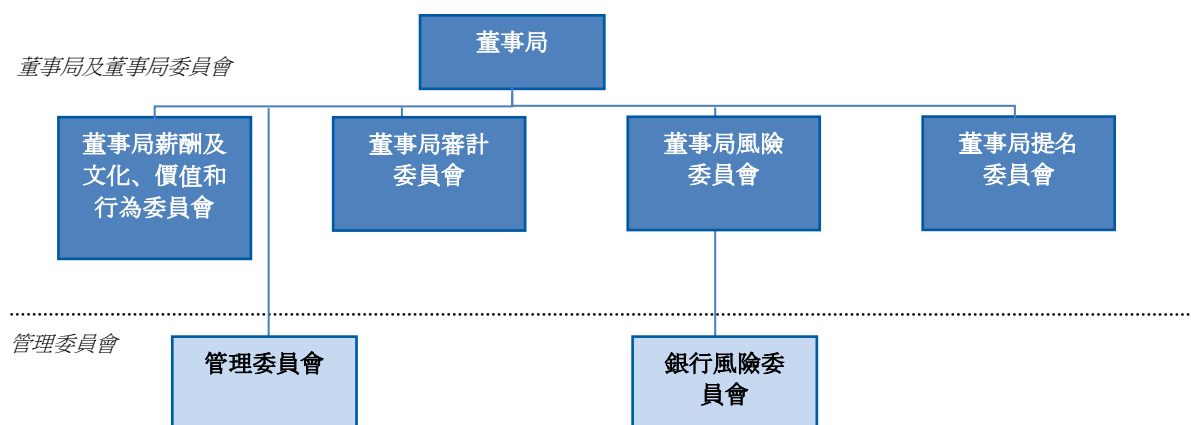 董事局
董事局及董事局委員會
董事局薪酬及
文化、價值和
行為委員會
董事局審計
委員會
董事局風險
委員會
董事局提名
委員會
管理委員會
管理委員會
銀行風險委
員會